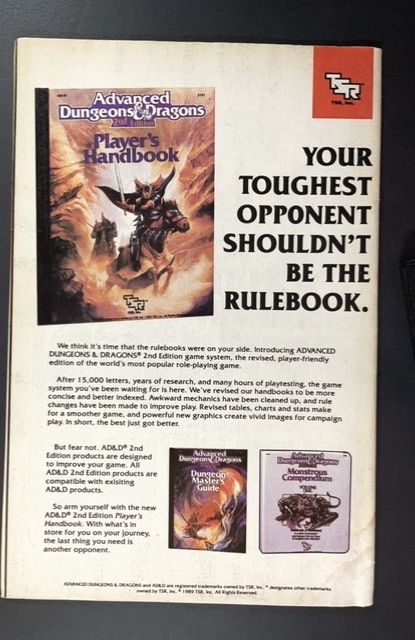 TSR
TSR, Inc.
Advanced
Dungeons & Dragons
2nd Edition
Player's
Handbook
TSR
YOUR
TOUGHEST
OPPONENT
SHOULDN'T
BE THE
RULEBOOK.
We think it's time that the rulebooks were on your side. Introducing ADVANCED
DUNGEONS & DRAGONS® 2nd Edition game system, the revised, player-friendly
edition of the world's most popular role-playing game.
After 15,000 letters, years of research, and many hours of playtesting, the game
system you've been waiting for is here. We've revised our handbooks to be more
concise and better indexed. Awkward mechanics have been cleaned up, and rule
changes have been made to improve play. Revised tables, charts and stats make
for a smoother game, and powerful new graphics create vivid images for campaign
play. In short, the best just got better.
But fear not. AD&D® 2nd
Edition products are designed
to improve your game. All
AD&D 2nd Edition products are
compatible with exisiting
AD&D products.
So arm yourself with the new
AD&D® 2nd Edition Player's
Handbook. With what's in
store for you on your journey,
the last thing you need is
another opponent.
Advanced
Dungeons & Dragons
Dungeon
Master's
Guide
Advanced
Dungeons & Dragons
Monstrous
Compendium
VOLUME
ONE
ADVANCED DUNGEONS & DRAGONS and AD&D are registered trademarks owned by TSR, Inc. ™ designates other trademarks
owned by TSR, Inc. © 1989 TSR, Inc. All Rights Reserved.